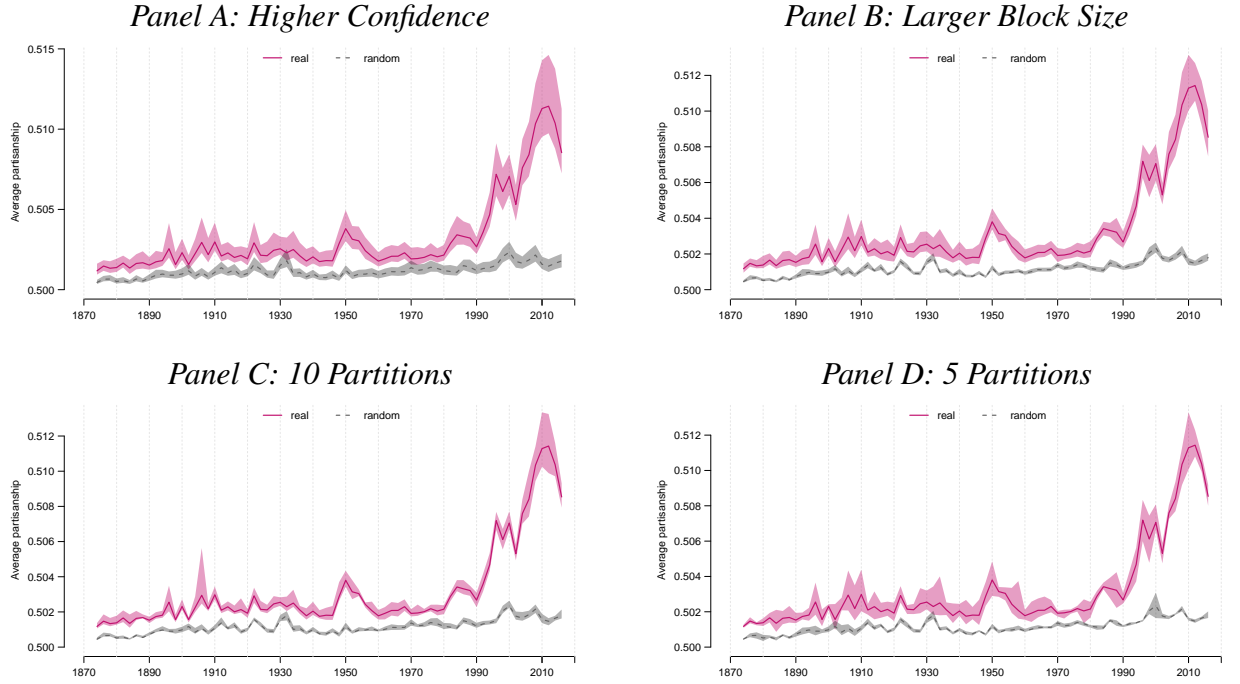 Panel A: Higher Confidence
real
random
Average partisanship
0.515
0.510
0.505
0.500
1870 1890 1910 1930 1950 1970 1990 2010
Panel B: Larger Block Size
real
random
Average partisanship
0.512
0.510
0.508
0.506
0.504
0.502
0.500
1870 1890 1910 1930 1950 1970 1990 2010
Panel C: 10 Partitions
real
random
Average partisanship
0.512
0.510
0.508
0.506
0.504
0.502
0.500
1870 1890 1910 1930 1950 1970 1990 2010
Panel D: 5 Partitions
real
random
Average partisanship
0.512
0.510
0.508
0.506
0.504
0.502
0.500
1870 1890 1910 1930 1950 1970 1990 2010